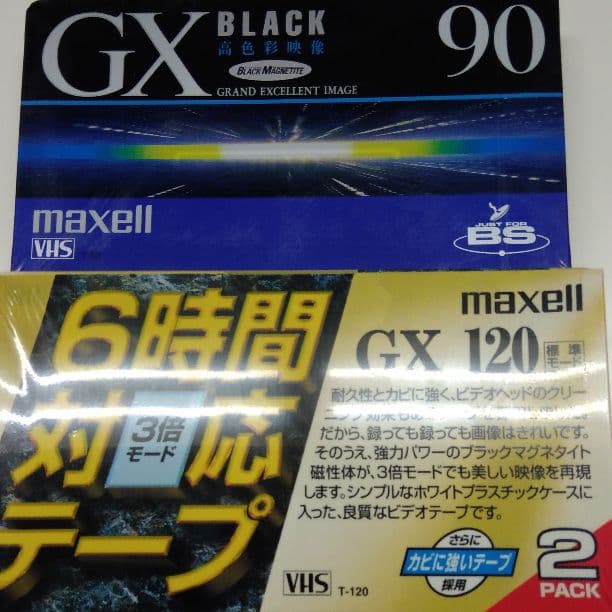 GX BLACK 90
高色彩映像
BLACK MAGNETITE
GRAND EXCELLENT IMAGE
maxell
VHS
JUST FOR
BS
maxell
6時間
対応
3倍
モード
テープ
GX 120 標準
モード
耐久性とカビに強く、ビデオヘッドのクリー
ニング効果も
だから、録っても録っても画像はきれいです。
そのうえ、強力パワーのブラックマグネタイト
磁性体が、3倍モードでも美しい映像を再現
します。シンプルなホワイトプラスチックケースに
入った、良質なビデオテープです。
さらに
カビに強いテープ
採用
2
PACK
VHS T-120